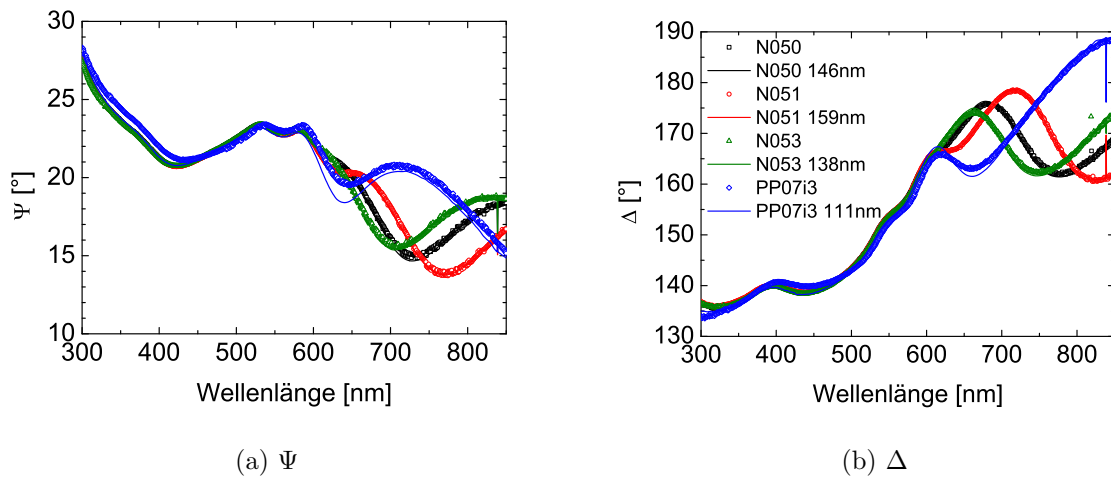 30
25
20
15
10
Ψ [°]
300 400 500 600 700 800
Wellenlänge [nm]
(a) Ψ
190
180
170
160
150
140
130
Δ [°]
N050
N050 146nm
N051
N051 159nm
N053
N053 138nm
PP07i3
PP07i3 111nm
300 400 500 600 700 800
Wellenlänge [nm]
(b) Δ